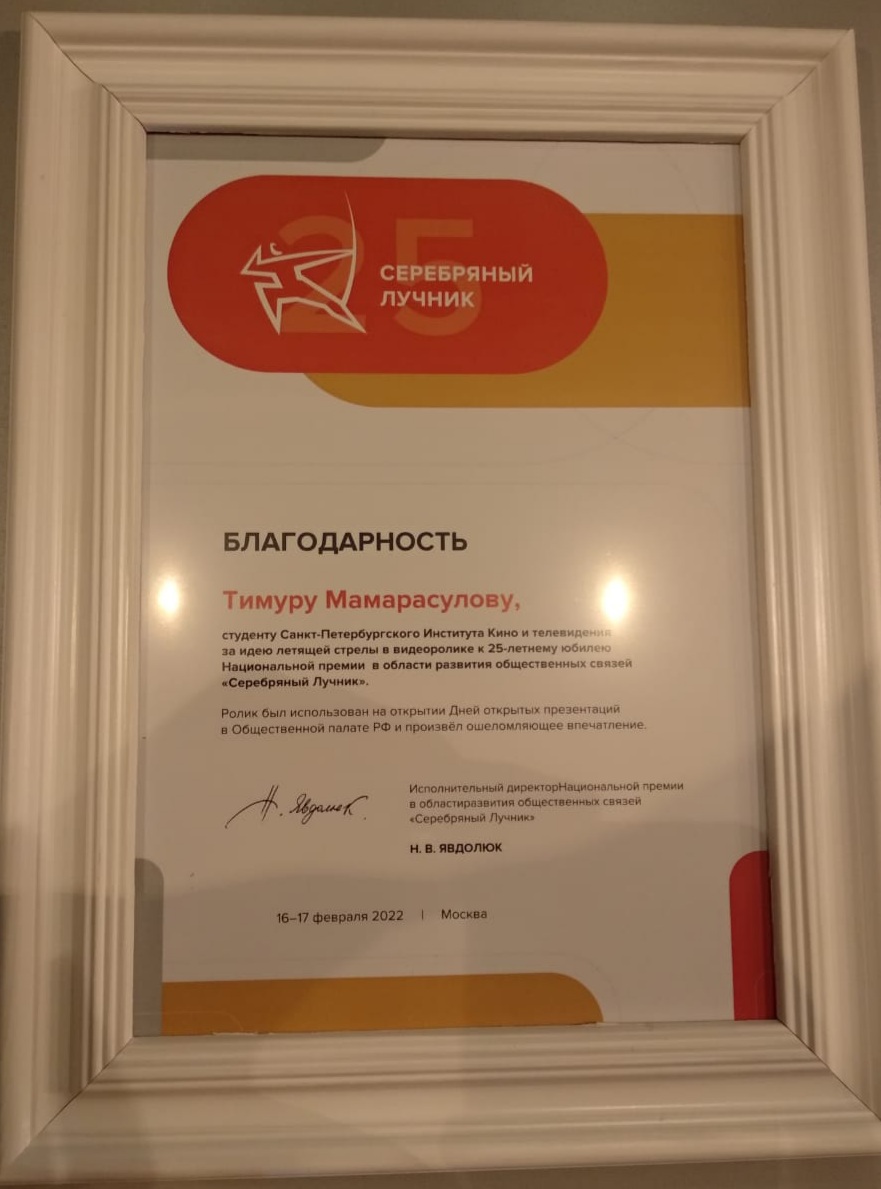 25
СЕРЕБРЯНЫЙ
ЛУЧНИК
БЛАГОДАРНОСТЬ
Тимуру Мамарасулову,
студенту Санкт-Петербургского Института Кино и телевидения
за идею летящей стрелы в видеоролике к 25-летнему юбилею
Национальной премии в области развития общественных связей
«Серебряный Лучник».
Ролик был использован на открытии Дней открытых презентаций
в Общественной палате РФ и произвёл ошеломляющее впечатление.
Н. Явдолюк
Исполнительный директорНациональной премии
в областиразвития общественных связей
«Серебряный Лучник»
Н. В. ЯВДОЛЮК
16–17 февраля 2022 | Москва